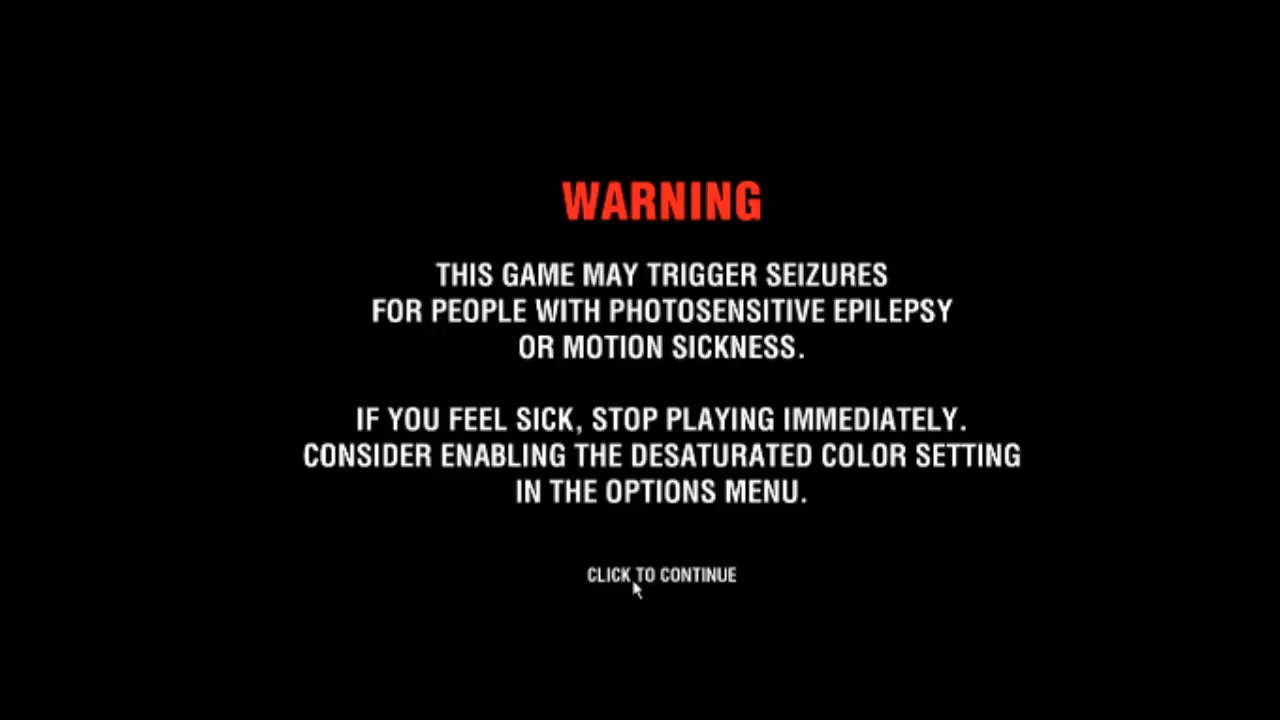 WARNING
THIS GAME MAY TRIGGER SEIZURES
FOR PEOPLE WITH PHOTOSENSITIVE EPILEPSY
OR MOTION SICKNESS.
IF YOU FEEL SICK, STOP PLAYING IMMEDIATELY.
CONSIDER ENABLING THE DESATURATED COLOR SETTING
IN THE OPTIONS MENU.
CLICK TO CONTINUE